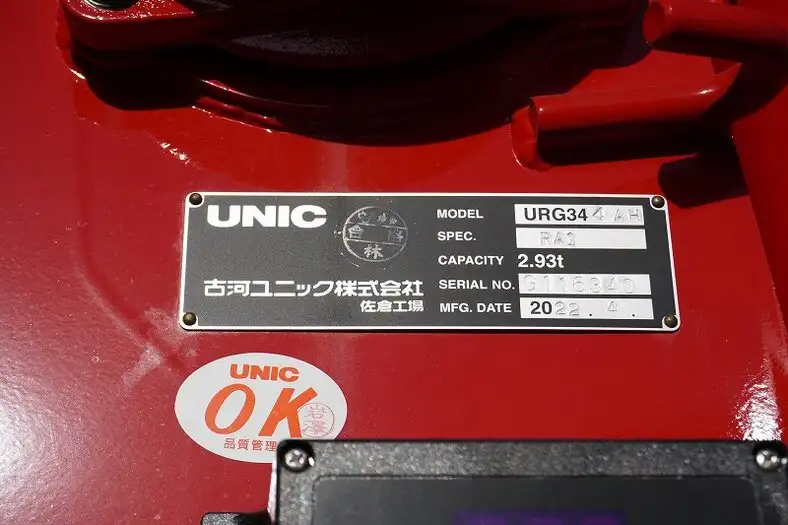 UNIC
MODEL URG344AH
SPEC. RA1
CAPACITY 2.93t
SERIAL NO. G116340
MFG. DATE 2022.4.
古河ユニック株式会社
佐倉工場
UNIC
OK
品質管理